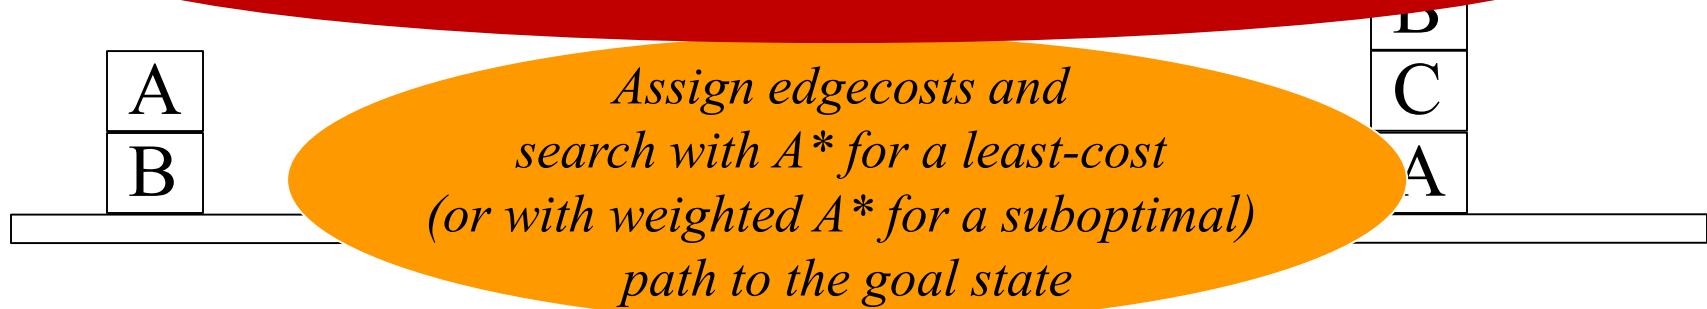 B
A
C
B
A
Assign edgecosts and
search with A* for a least-cost
(or with weighted A* for a suboptimal)
path to the goal state